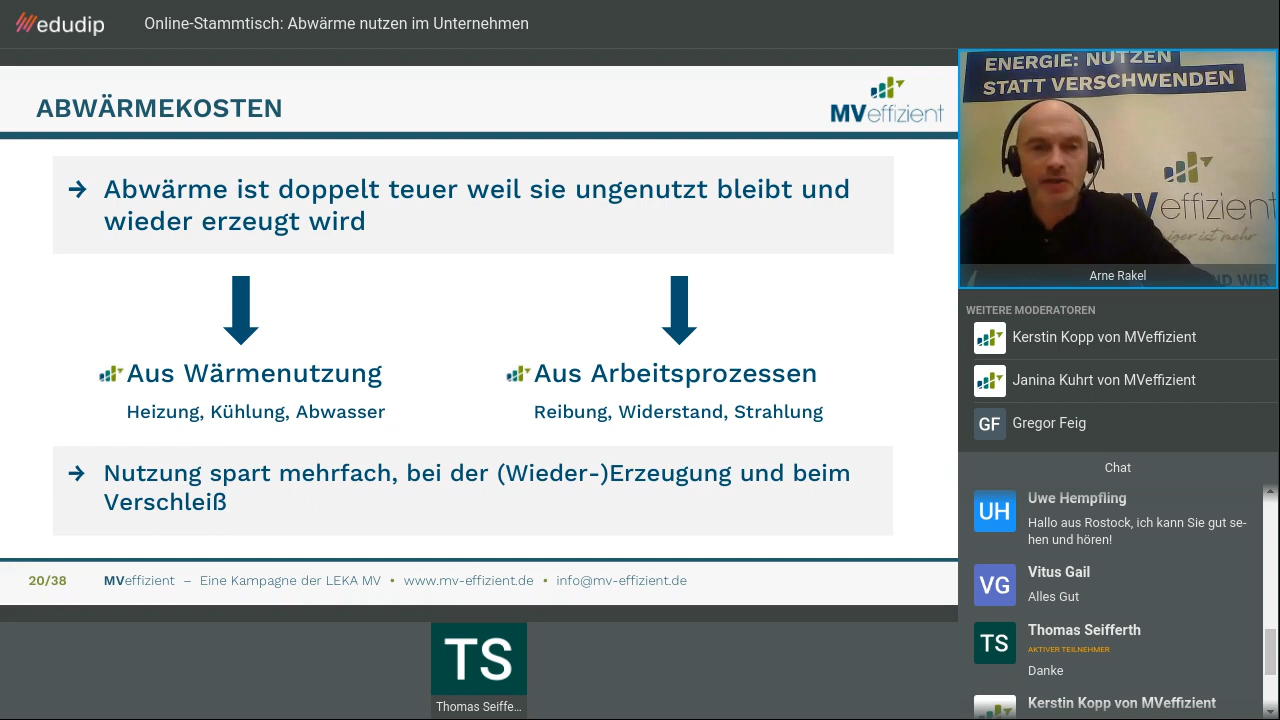 edudip
Online-Stammtisch: Abwärme nutzen im Unternehmen
ABWÄRMEKOSTEN
MVeffizient
→ Abwärme ist doppelt teuer weil sie ungenutzt bleibt und
wieder erzeugt wird
Aus Wärmenutzung
Heizung, Kühlung, Abwasser
Aus Arbeitsprozessen
Reibung, Widerstand, Strahlung
→ Nutzung spart mehrfach, bei der (Wieder-)Erzeugung und beim
Verschleiß
20/38
MVeffizient – Eine Kampagne der LEKA MV • www.mv-effizient.de • info@mv-effizient.de
TS
Thomas Seiffe...
ENERGIE: NUTZEN
STATT VERSCHWENDEN
MVeffizient
ist mehr
WIR
Arne Rakel
WEITERE MODERATOREN
Kerstin Kopp von MVeffizient
Janina Kuhrt von MVeffizient
GF Gregor Feig
Chat
UH Uwe Hempfling
Hallo aus Rostock, ich kann Sie gut se-
hen und hören!
VG Vitus Gail
Alles Gut
TS Thomas Seifferth
AKTIVER TEILNEHMER
Danke
Kerstin Kopp von MVeffizient